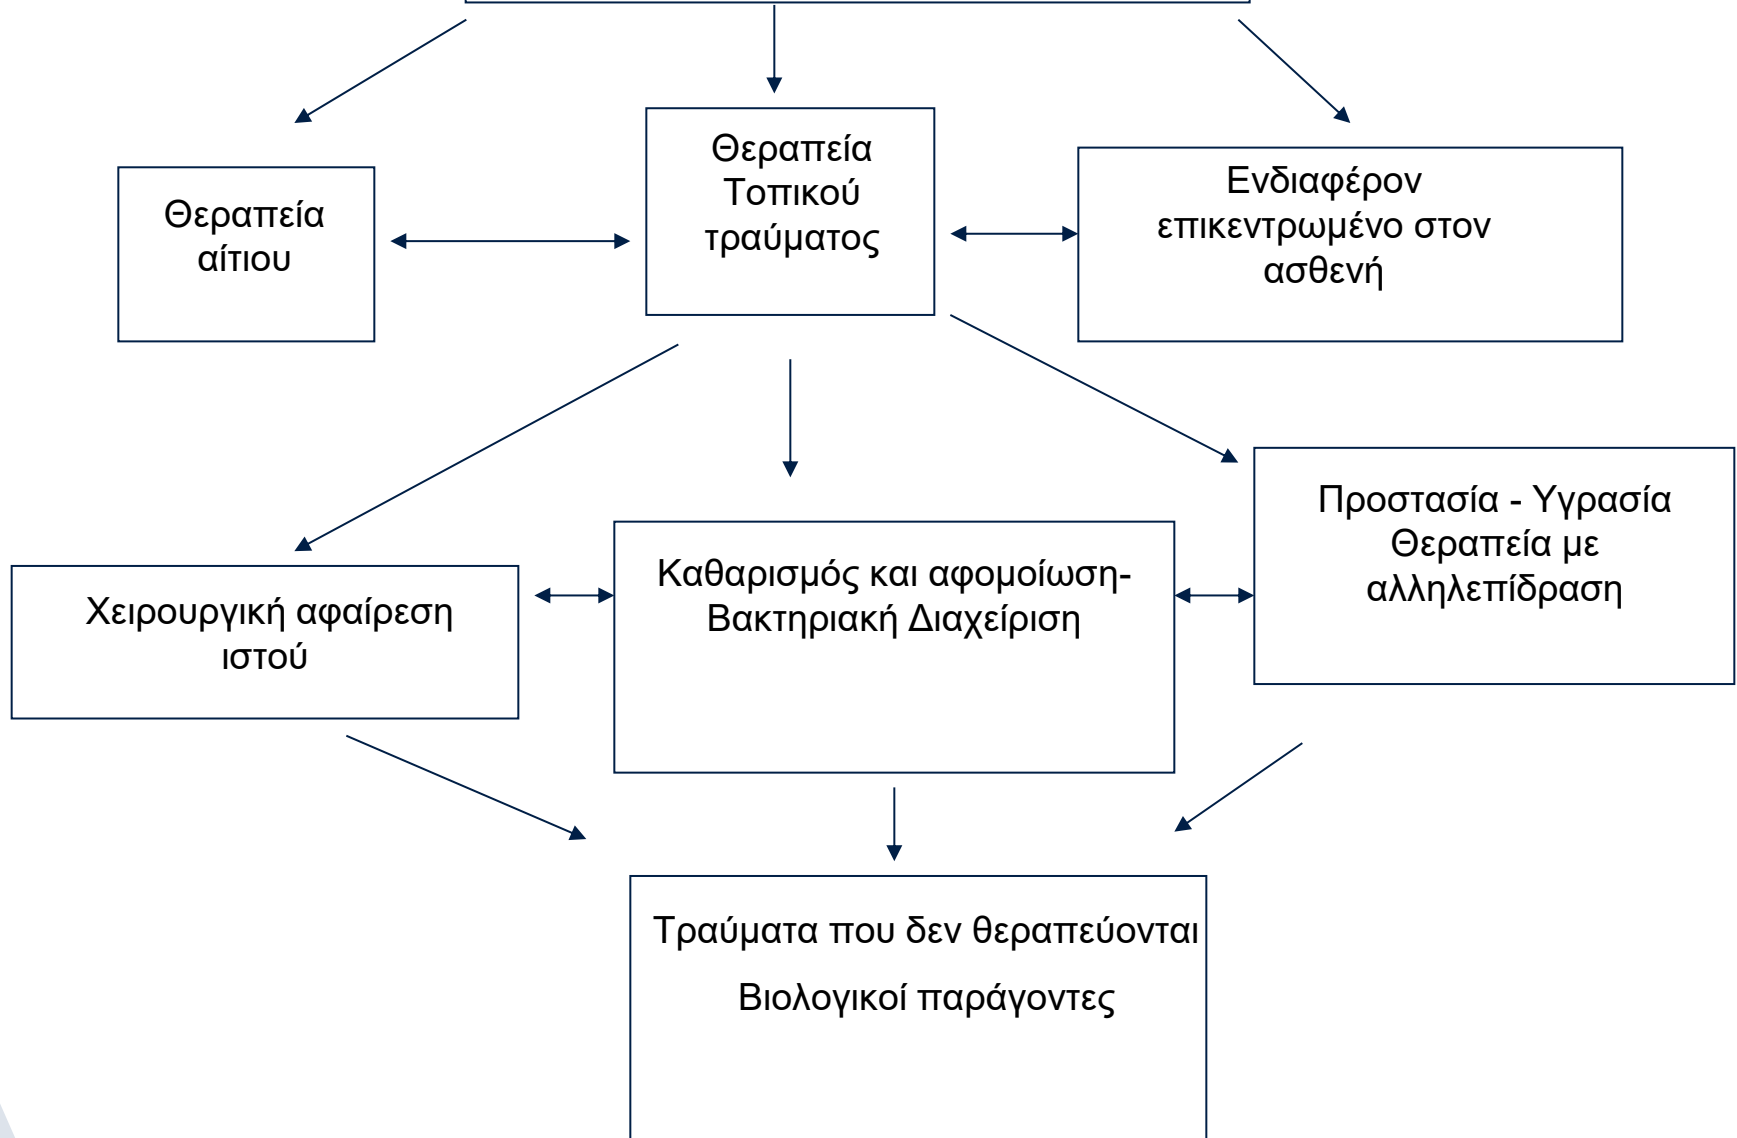 Θεραπεία
Τοπικού
τραύματος
Θεραπεία
αίτιου
Ενδιαφέρον
επικεντρωμένο στον
ασθενή
Προστασία - Υγρασία
Θεραπεία με
αλληλεπίδραση
Καθαρισμός και αφομοίωση-
Βακτηριακή Διαχείριση
Χειρουργική αφαίρεση
ιστού
Τραύματα που δεν θεραπεύονται
Βιολογικοί παράγοντες